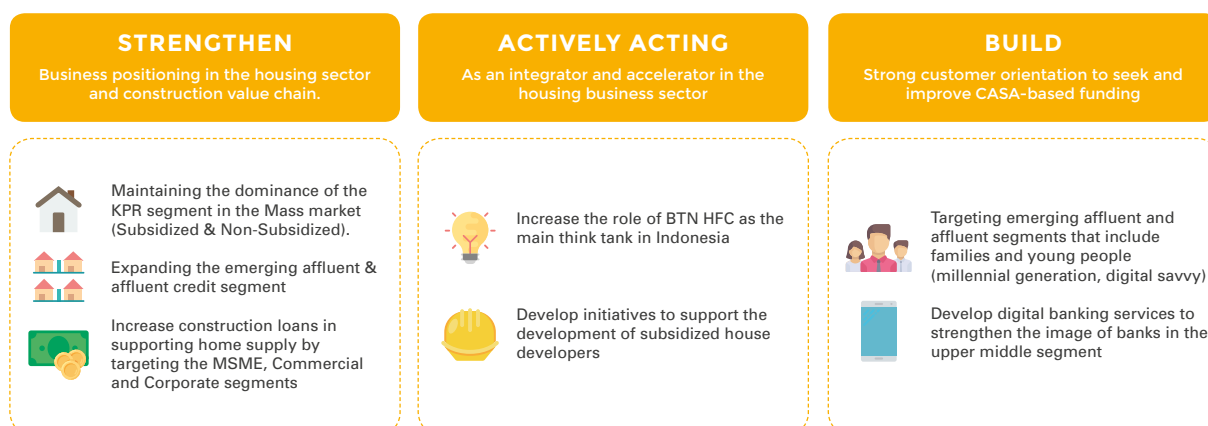 STRENGTHEN
Business positioning in the housing sector
and construction value chain.
Maintaining the dominance of the
KPR segment in the Mass market
(Subsidized & Non-Subsidized).
Expanding the emerging affluent &
affluent credit segment
Increase construction loans in
supporting home supply by
targeting the MSME, Commercial
and Corporate segments
ACTIVELY ACTING
As an integrator and accelerator in the
housing business sector
Increase the role of BTN HFC as the
main think tank in Indonesia
Develop initiatives to support the
development of subsidized house
developers
BUILD
Strong customer orientation to seek and
improve CASA-based funding
Targeting emerging affluent and
affluent segments that include
families and young people
(millennial generation, digital savvy)
Develop digital banking services to
strengthen the image of banks in the
upper middle segment